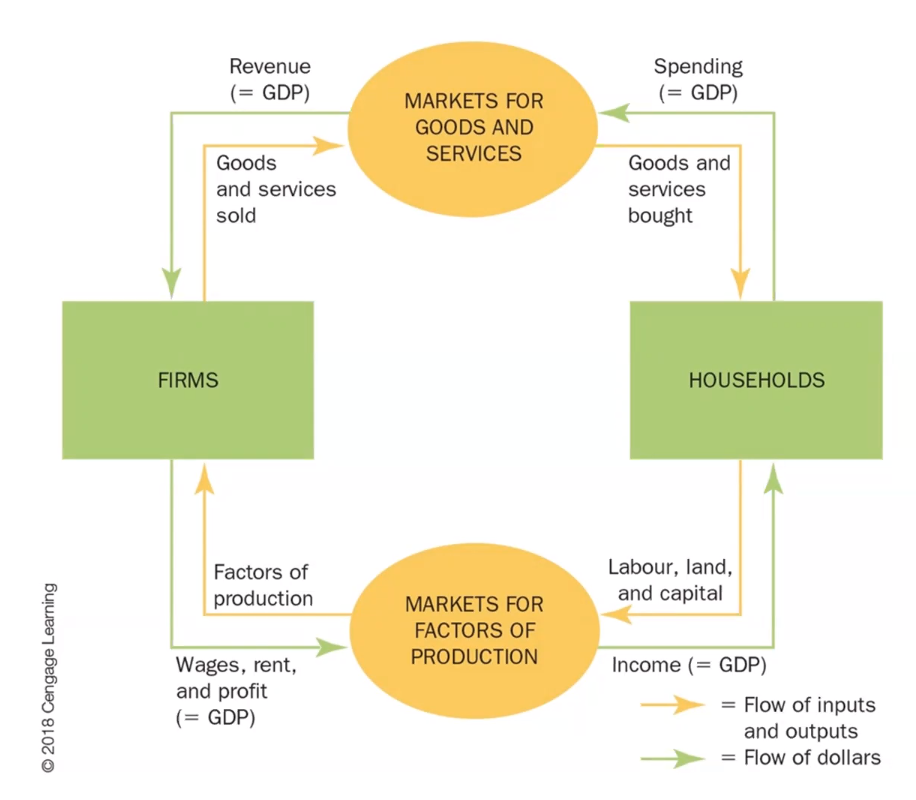 Revenue
(= GDP)
MARKETS FOR
GOODS AND
SERVICES
Spending
(= GDP)
Goods
and services
sold
Goods and
services
bought
FIRMS
HOUSEHOLDS
Factors of
production
MARKETS FOR
FACTORS OF
PRODUCTION
Labour, land,
and capital
Wages, rent,
and profit
(= GDP)
Income (= GDP)
= Flow of inputs
and outputs
= Flow of dollars
© 2018 Cengage Learning